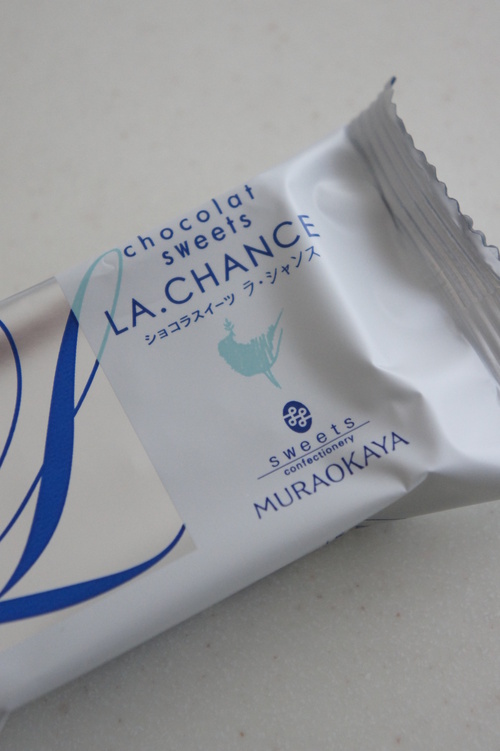 chocolat
sweets
LA.CHANCE
ショコラスイーツ ラ・シャンス
sweets
confectionery
MURAOKAYA